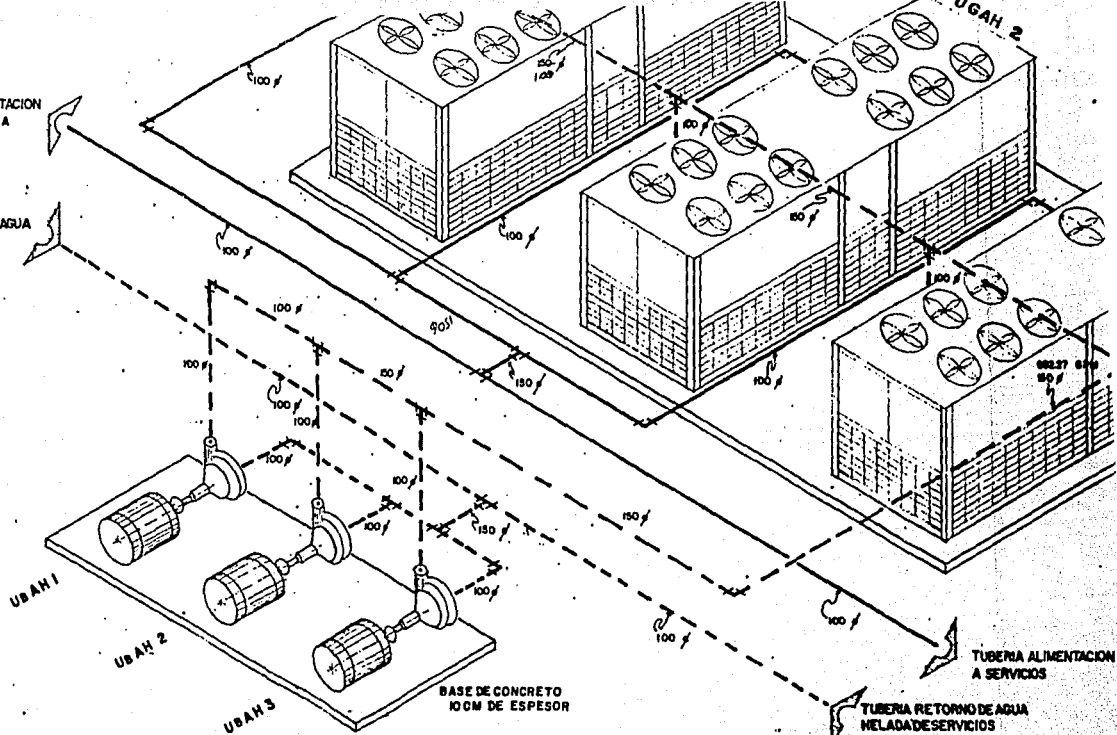 UGAH 2
100 ø
150 ø
TACION
A
100 ø
150 ø
AGUA
100 ø
100 ø
100 ø
100 ø
100 ø
150 ø
150 ø
100 ø
150 ø
100 ø
100 ø
100 ø
100 ø
100 ø
100 ø
150 ø
150 ø
100 ø
UBAH 1
100 ø
100 ø
UBAH 2
TUBERIA ALIMENTACION
A SERVICIOS
BASE DE CONCRETO
10 CM DE ESPESOR
UBAH 3
TUBERIA RETORNO DE AGUA
HELADA DE SERVICIOS